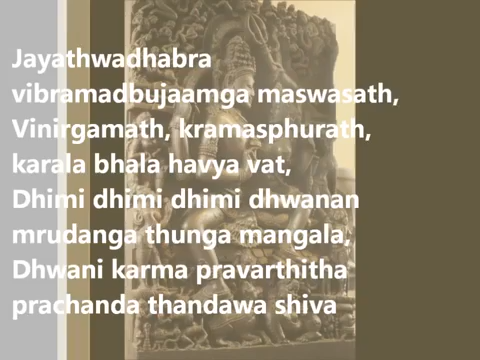 Jayathwadhabra
vibramadbujaamga maswasath,
Vinirgamath, kramasphurath,
karala bhala havya vat,
Dhimi dhimi dhimi dhwanan
mrudanga thunga mangala,
Dhwani karma pravarthitha
prachanda thandawa shiva